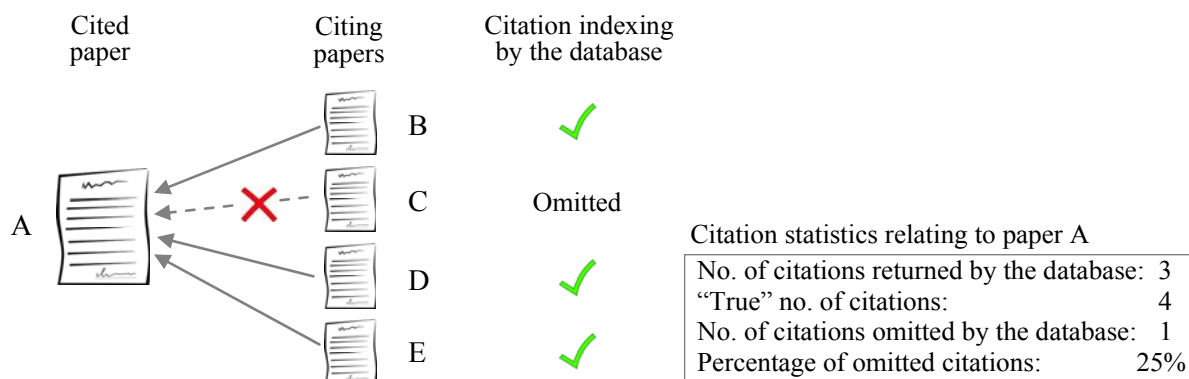 Cited paper
Citing papers
Citation indexing by the database
B
A
C
Omitted
D
E
Citation statistics relating to paper A
No. of citations returned by the database: 3
“True” no. of citations: 4
No. of citations omitted by the database: 1
Percentage of omitted citations: 25%